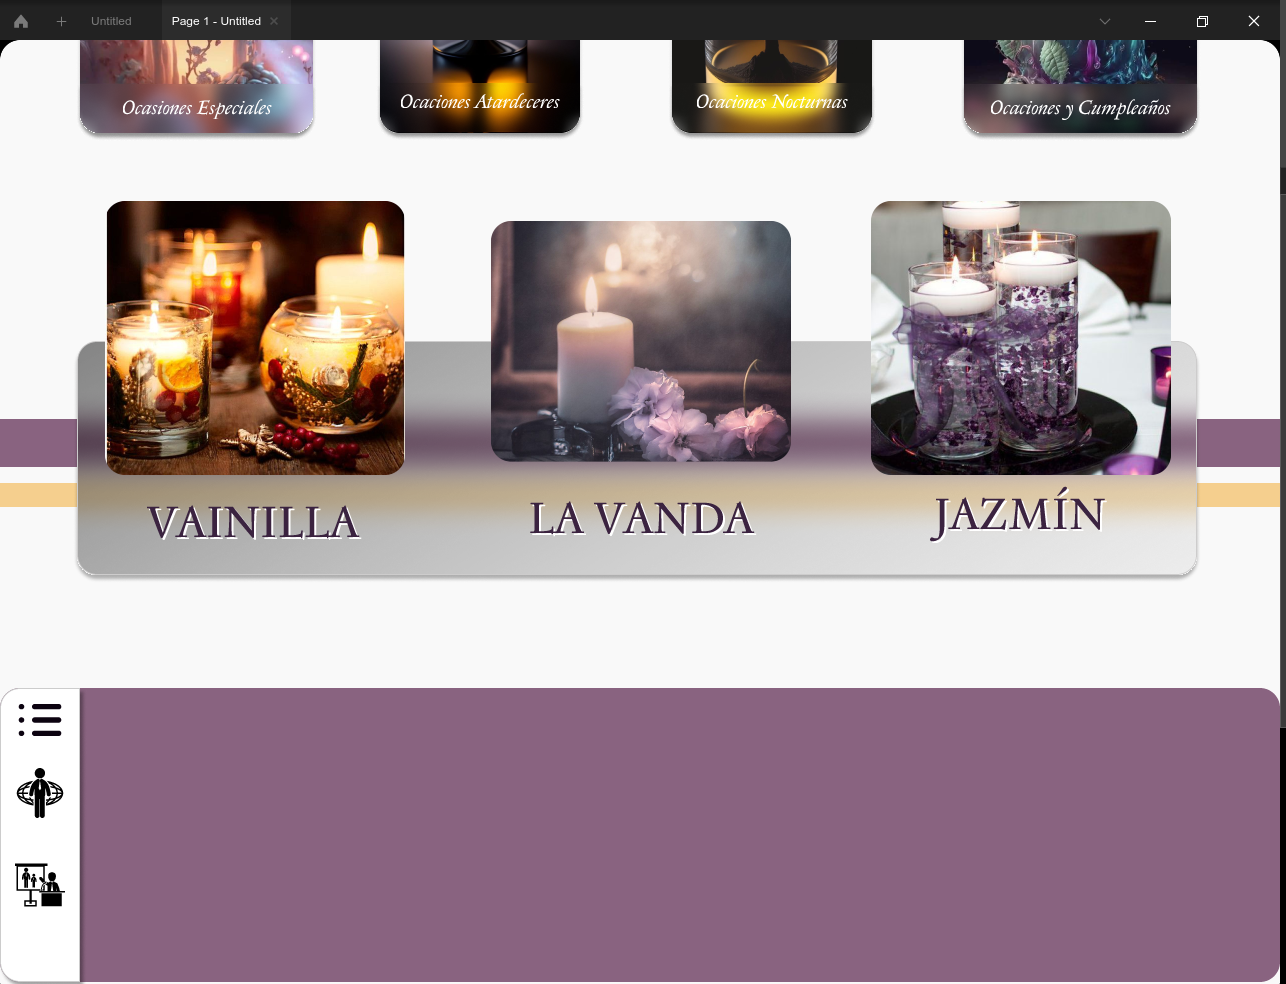 Untitled
Page 1 - Untitled
Ocasiones Especiales
Ocaciones Atardeceres
Ocaciones Nocturnas
Ocaciones y Cumpleaños
VAINILLA
LA VANDA
JAZMÍN